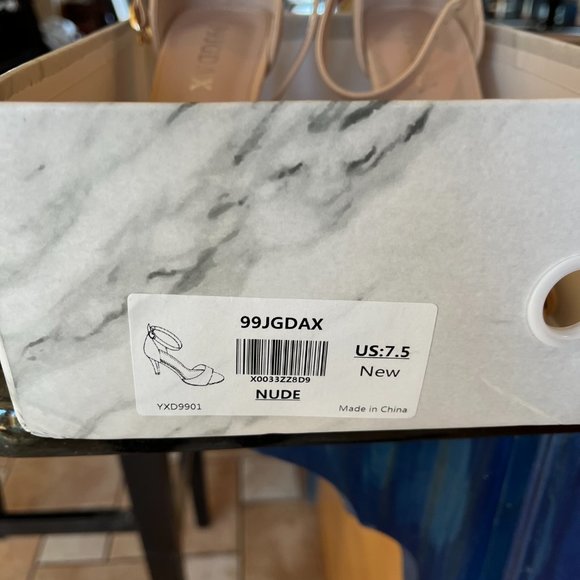 99JGDAX
US:7.5
New
X0033ZZ8D9
NUDE
YXD9901
Made in China